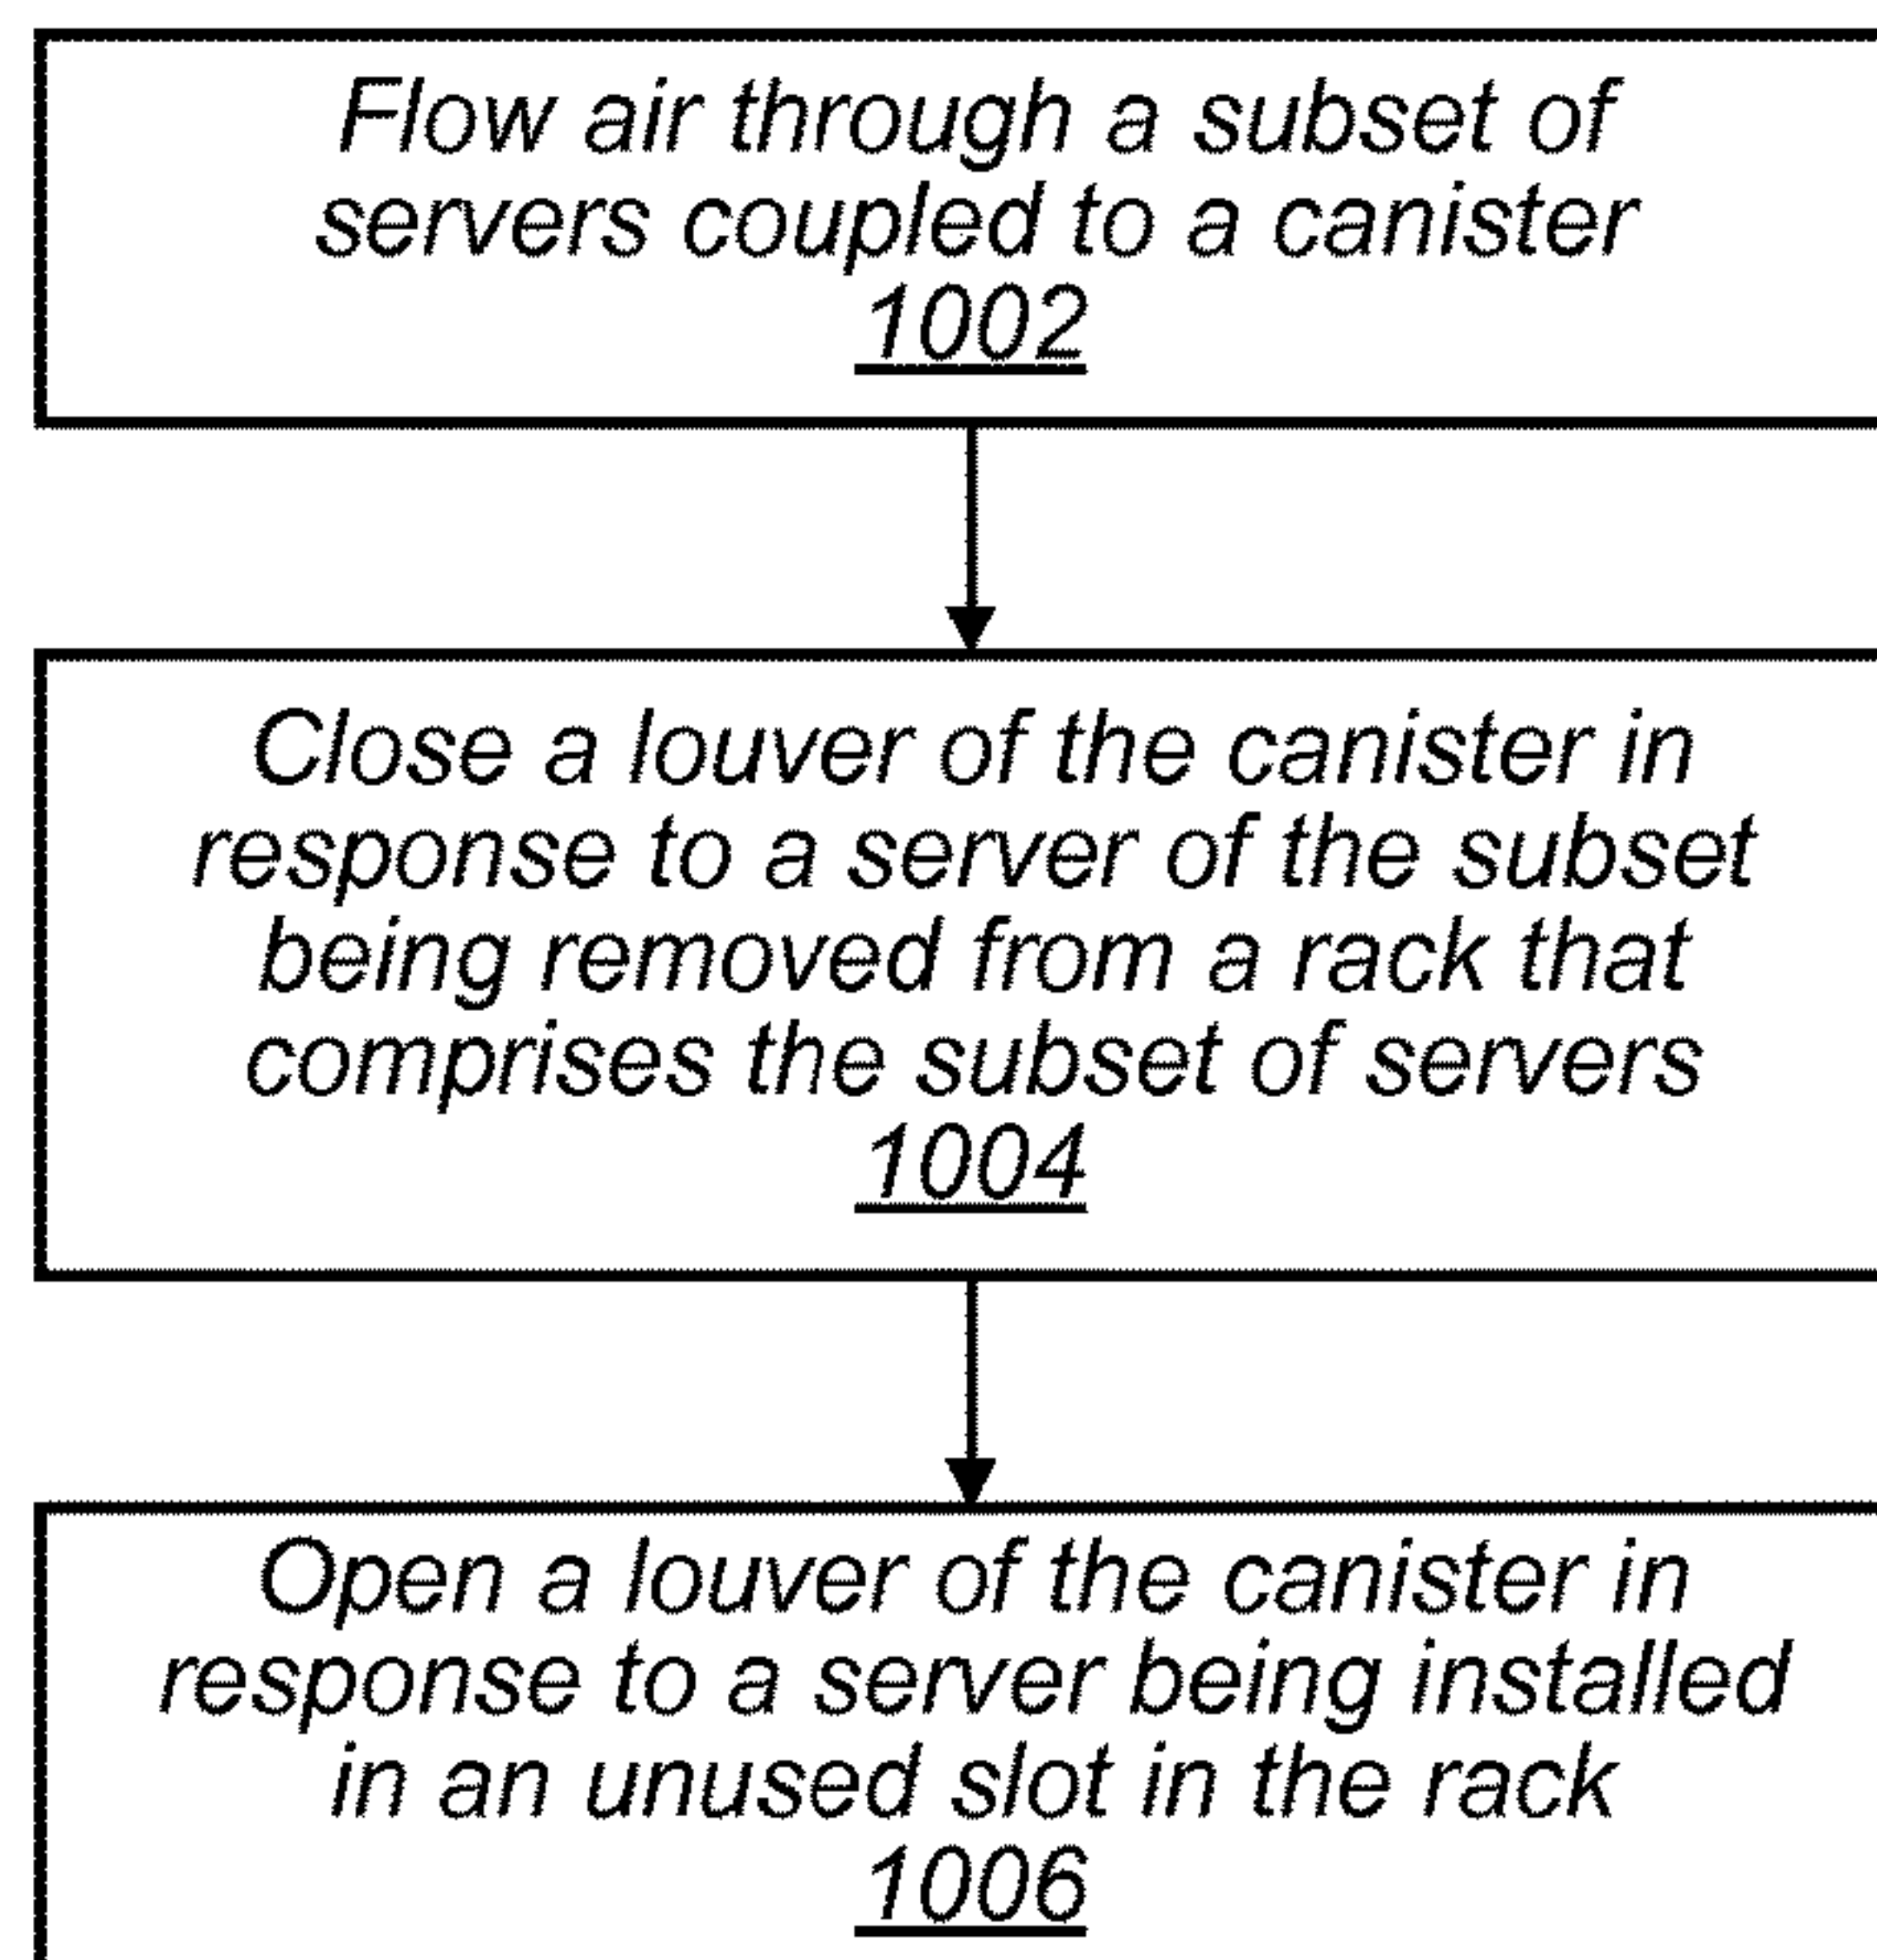 Flow air through a subset of
servers coupled to a canister
1002
Close a louver of the canister in
response to a server of the subset
being removed from a rack that
comprises the subset of servers
1004
Open a louver of the canister in
response to a server being installed
in an unused slot in the rack
1006